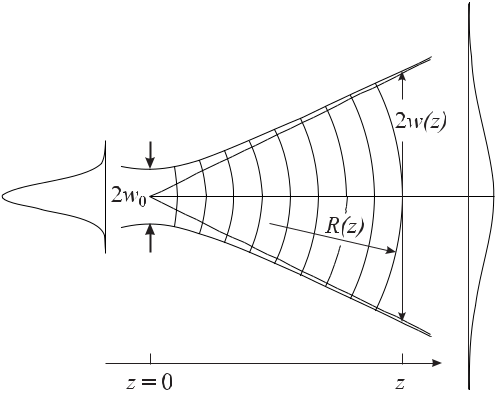 2w(z)
2w₀
R(z)
z = 0
z